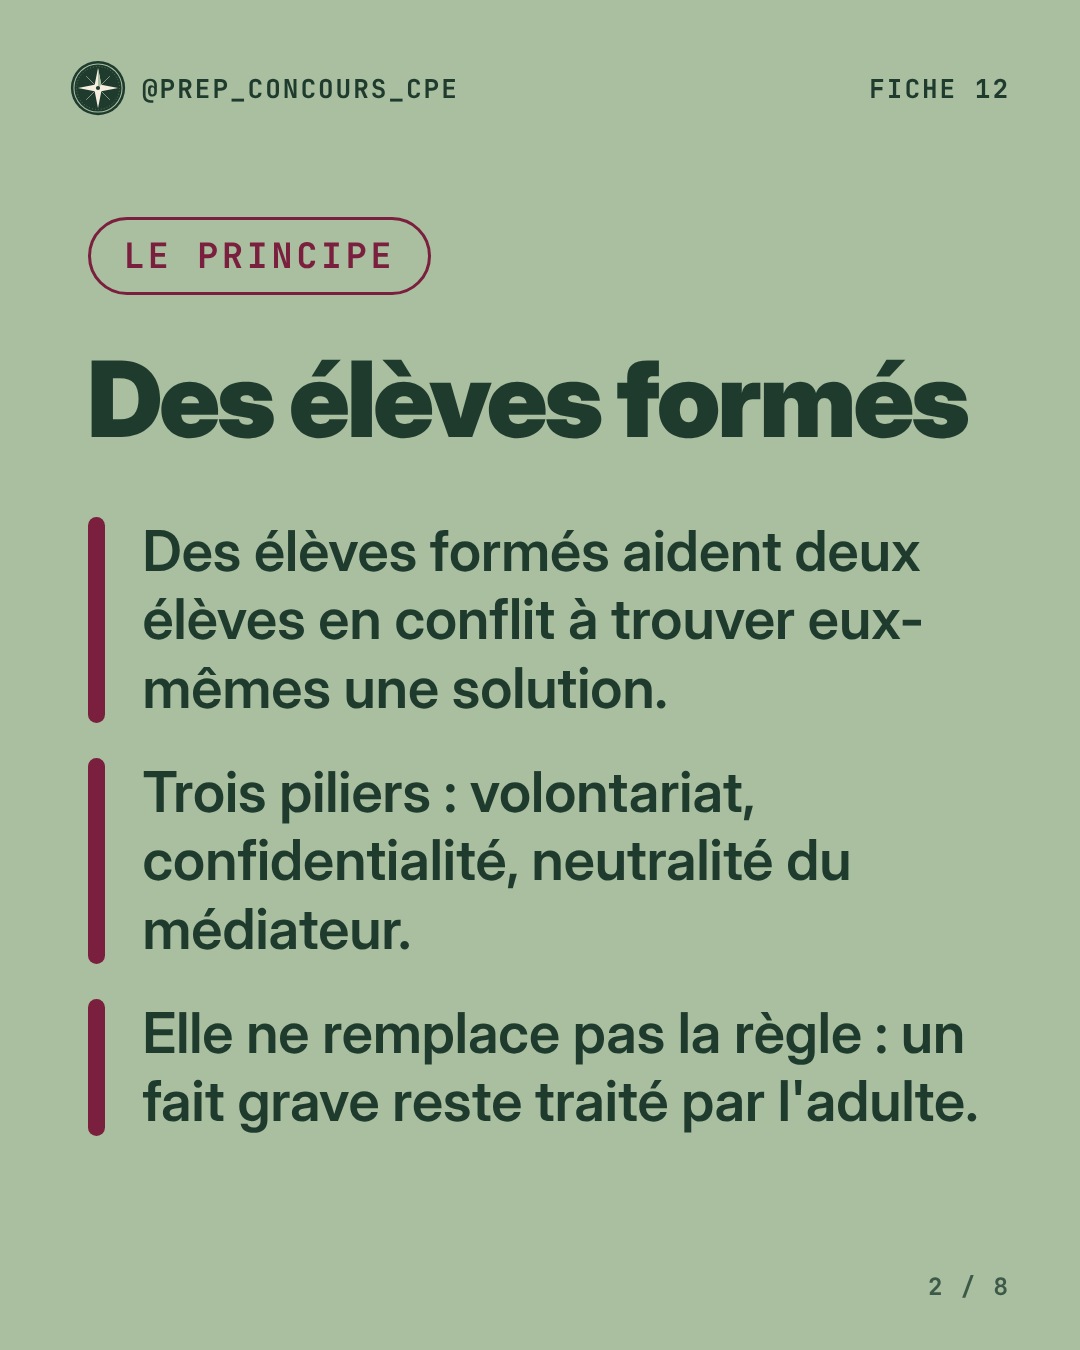 @PREP_CONCOURS_CPE
FICHE 12
LE PRINCIPE
Des élèves formés
Des élèves formés aident deux
élèves en conflit à trouver eux-
mêmes une solution.
Trois piliers : volontariat,
confidentialité, neutralité du
médiateur.
Elle ne remplace pas la règle : un
fait grave reste traité par l'adulte.
2 / 8